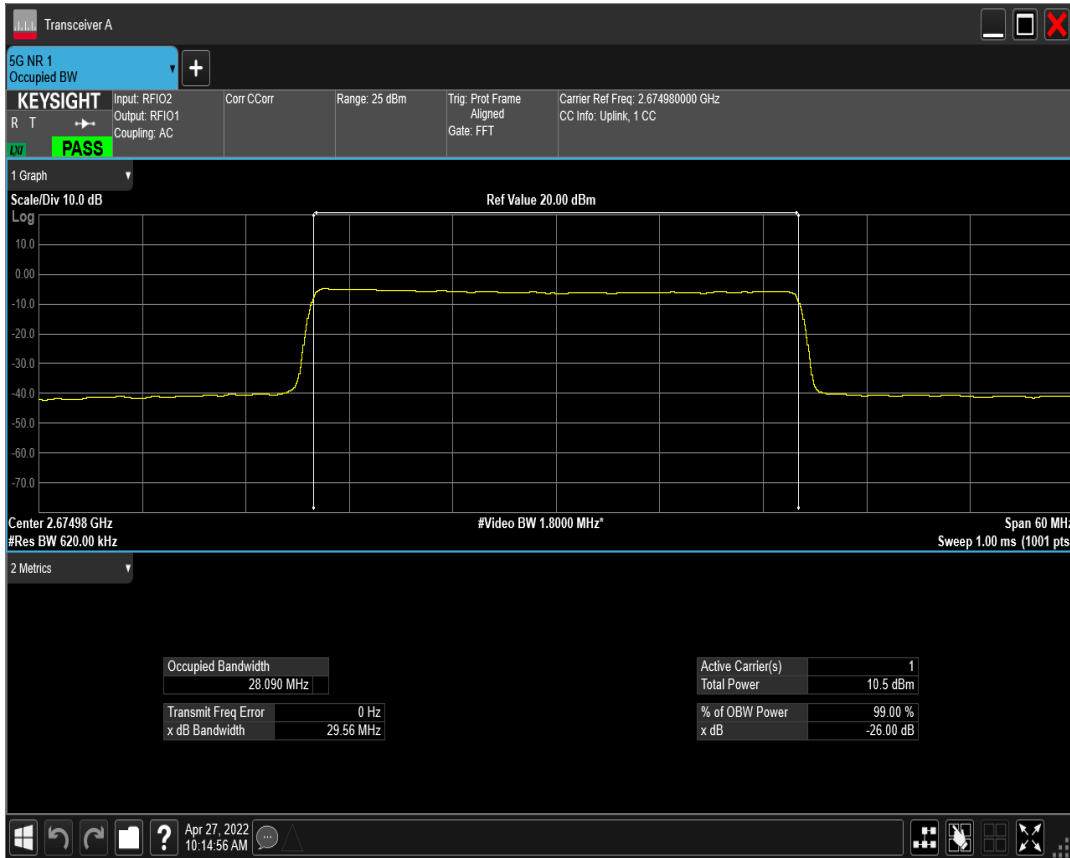 Transceiver A
5G NR 1
Occupied BW
KEYSIGHT
R T
LXI
PASS
Input: RFIO2
Output: RFIO1
Coupling: AC
Corr CCorr
Range: 25 dBm
Trig: Prot Frame
Aligned
Gate: FFT
Carrier Ref Freq: 2.674980000 GHz
CC Info: Uplink, 1 CC
1 Graph
Scale/Div 10.0 dB
Ref Value 20.00 dBm
Log
10.0
0.00
-10.0
-20.0
-30.0
-40.0
-50.0
-60.0
-70.0
Center 2.67498 GHz
#Video BW 1.8000 MHz*
Span 60 MHz
#Res BW 620.00 kHz
Sweep 1.00 ms (1001 pts
2 Metrics
Occupied Bandwidth
28.090 MHz
Transmit Freq Error 0 Hz
x dB Bandwidth 29.56 MHz
Active Carrier(s) 1
Total Power 10.5 dBm
% of OBW Power 99.00 %
x dB -26.00 dB
?
Apr 27, 2022
10:14:56 AM